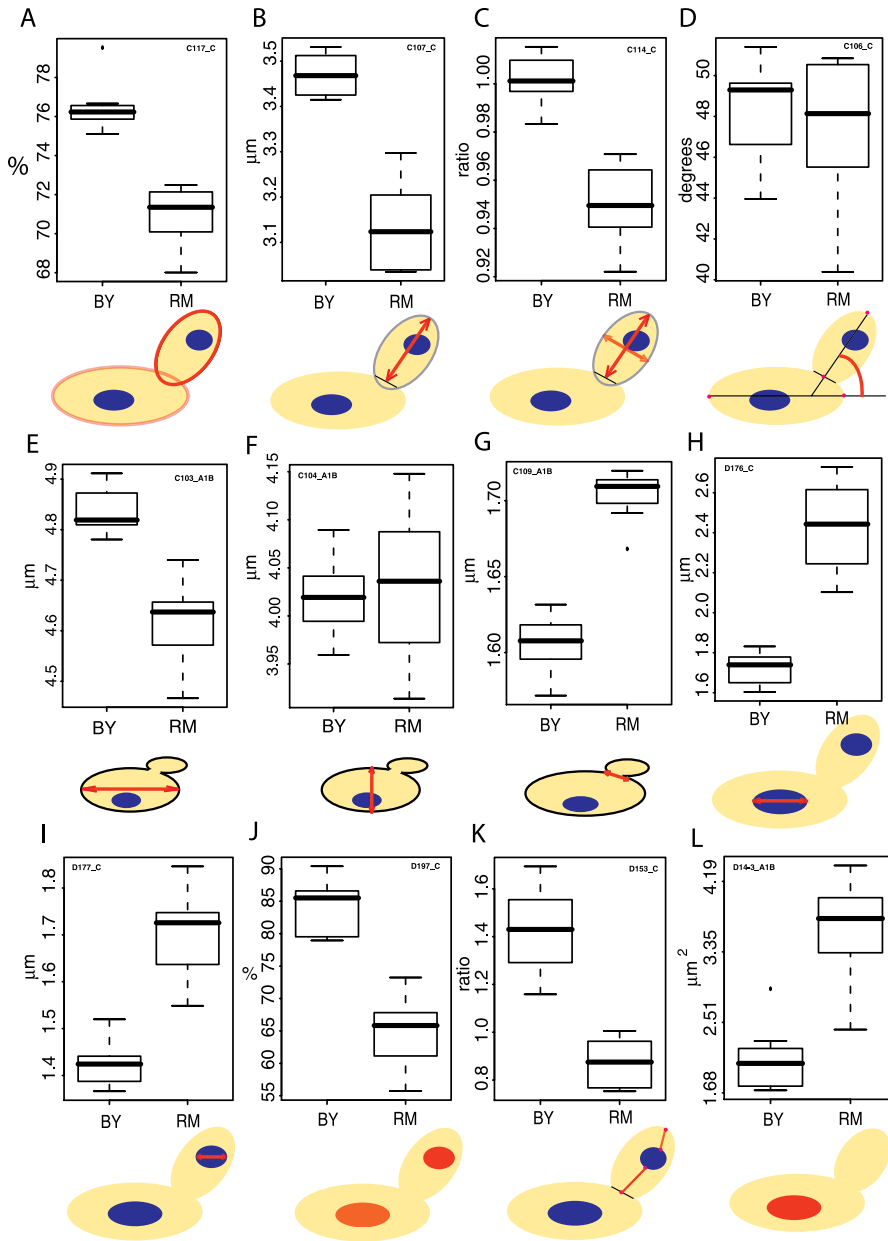 A
C117_C
%
78
76
74
72
70
68
BY RM
B
C107_C
μm
3.5
3.4
3.3
3.2
3.1
BY RM
C
C114_C
ratio
1.00
0.98
0.96
0.94
0.92
BY RM
D
C106_C
degrees
50
48
46
44
42
40
BY RM
E
C103_A1B
μm
4.9
4.8
4.7
4.6
4.5
BY RM
F
C104_A1B
μm
4.15
4.10
4.05
4.00
3.95
BY RM
G
C109_A1B
μm
1.70
1.65
1.60
BY RM
H
D176_C
μm
2.6
2.4
2.2
2.0
1.8
1.6
BY RM
I
D177_C
μm
1.8
1.7
1.6
1.5
1.4
BY RM
J
D197_C
%
90
85
80
75
70
65
60
55
BY RM
K
D153_C
ratio
1.6
1.4
1.2
1.0
0.8
BY RM
L
D14-3_A1B
μm²
4.19
3.35
2.51
1.68
BY RM